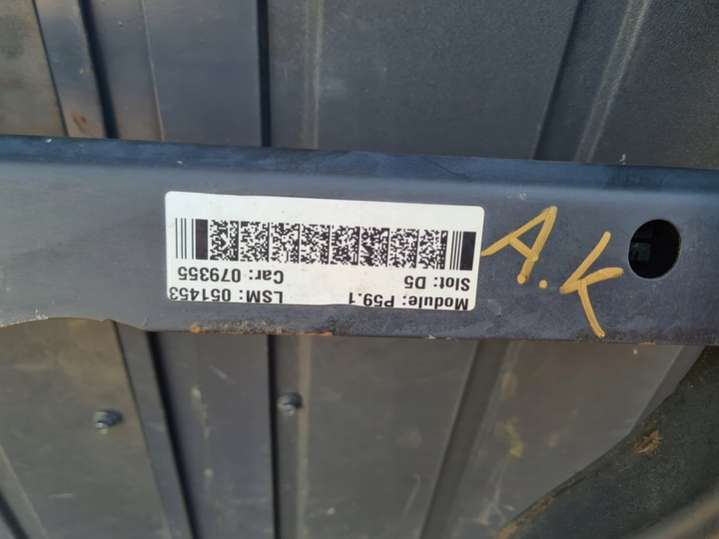 Module: P59.1 LSM: 051453
Slot: D5 Car: 079355
A.K